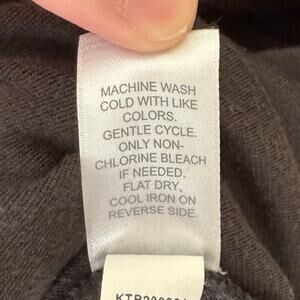 MACHINE WASH
COLD WITH LIKE
COLORS.
GENTLE CYCLE.
ONLY NON-
CHLORINE BLEACH
IF NEEDED.
FLAT DRY.
COOL IRON ON
REVERSE SIDE.